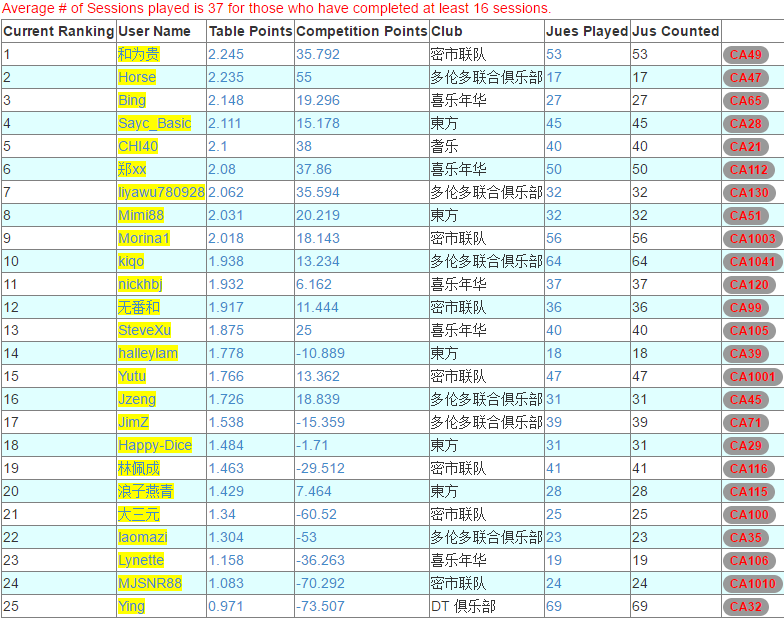 Average # of Sessions played is 37 for those who have completed at least 16 sessions.
Current Ranking User Name Table Points Competition Points Club Jues Played Jus Counted
1 和为贵 2.245 35.792 密市联队 53 53 CA49
2 Horse 2.235 55 多伦多联合俱乐部 17 17 CA47
3 Bing 2.148 19.296 喜乐年华 27 27 CA65
4 Sayc_Basic 2.111 15.178 東方 45 45 CA28
5 CHI40 2.1 38 耆乐 40 40 CA21
6 郑xx 2.08 37.86 喜乐年华 50 50 CA112
7 liyawu780928 2.062 35.594 多伦多联合俱乐部 32 32 CA130
8 Mimi88 2.031 20.219 東方 32 32 CA51
9 Morina1 2.018 18.143 密市联队 56 56 CA1003
10 kiqo 1.938 13.234 多伦多联合俱乐部 64 64 CA1041
11 nickhbj 1.932 6.162 喜乐年华 37 37 CA120
12 无番和 1.917 11.444 密市联队 36 36 CA99
13 SteveXu 1.875 25 喜乐年华 40 40 CA105
14 halleylam 1.778 -10.889 東方 18 18 CA39
15 Yutu 1.766 13.362 密市联队 47 47 CA1001
16 Jzeng 1.726 18.839 多伦多联合俱乐部 31 31 CA45
17 JimZ 1.538 -15.359 多伦多联合俱乐部 39 39 CA71
18 Happy-Dice 1.484 -1.71 東方 31 31 CA29
19 林佩成 1.463 -29.512 密市联队 41 41 CA116
20 浪子燕青 1.429 7.464 東方 28 28 CA115
21 大三元 1.34 -60.52 密市联队 25 25 CA100
22 laomazi 1.304 -53 多伦多联合俱乐部 23 23 CA35
23 Lynette 1.158 -36.263 喜乐年华 19 19 CA106
24 MJSNR88 1.083 -70.292 密市联队 24 24 CA1010
25 Ying 0.971 -73.507 DT 俱乐部 69 69 CA32